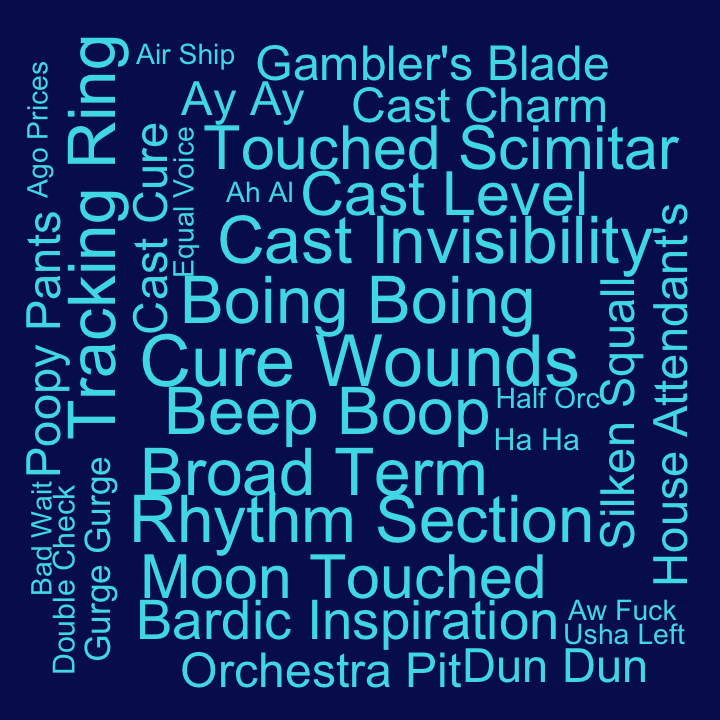 Air Ship
Gambler's Blade
Ay Ay
Cast Charm
Touched Scimitar
Ah Al
Cast Level
Cast Invisibility
Boing Boing
Cure Wounds
Beep Boop
Half Orc
Ha Ha
Broad Term
Rhythm Section
Moon Touched
Bardic Inspiration
Aw Fuck
Usha Left
Orchestra Pit
Dun Dun
Ago Prices
Poopy Pants
Bad Wait
Double Check
Tracking Ring
Gurge Gurge
Cast Cure
Equal Voice
Silken Squall
House Attendant's